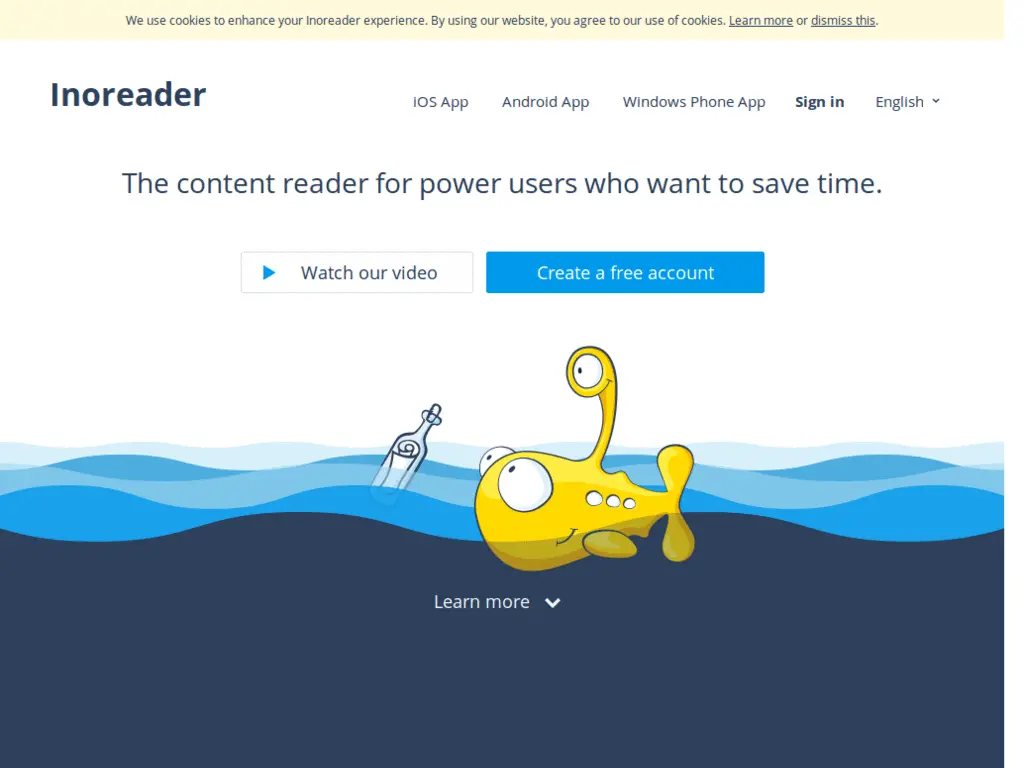 We use cookies to enhance your Inoreader experience. By using our website, you agree to our use of cookies. Learn more or dismiss this.
Inoreader
iOS App Android App Windows Phone App Sign in English
The content reader for power users who want to save time.
Watch our video Create a free account
Learn more